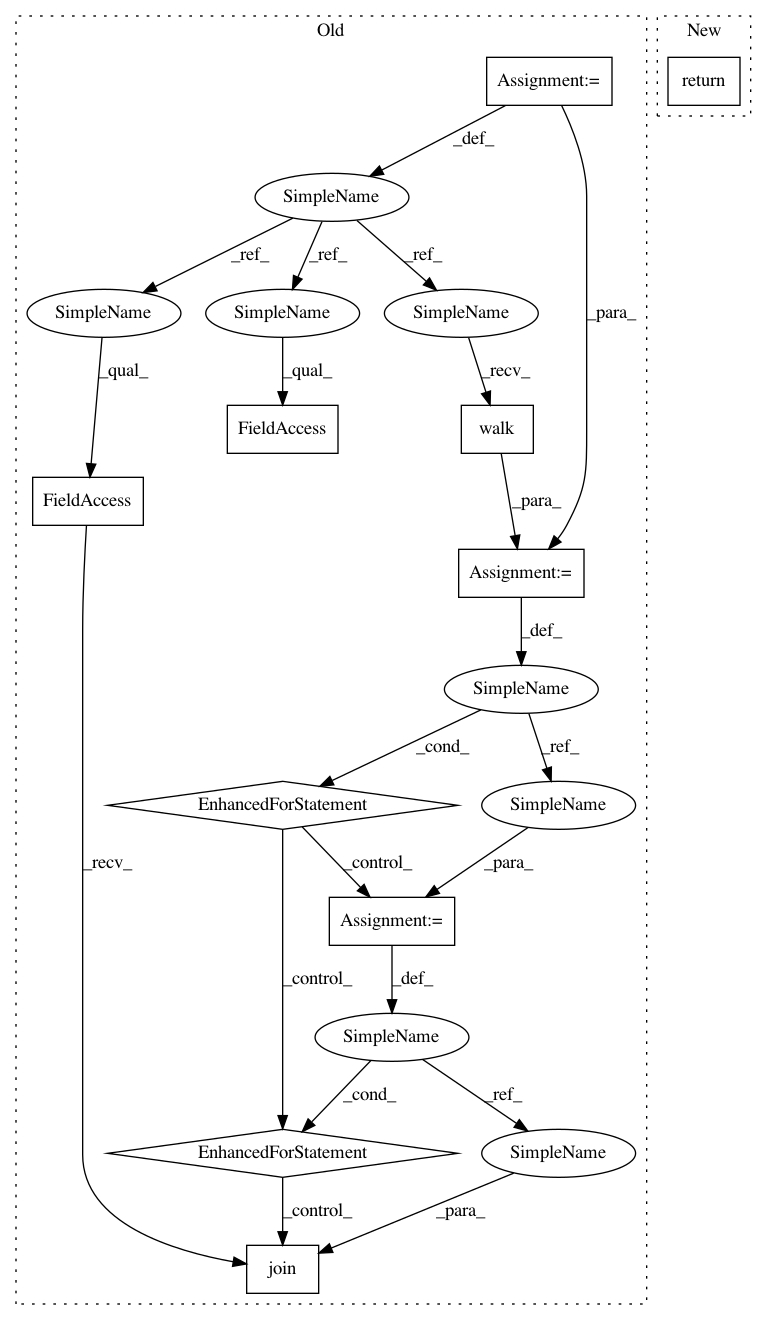 Old
New
Assignment:=
return
_def_
SimpleName
_ref_
_ref_
_ref_
SimpleName
SimpleName
SimpleName
_para_
_qual_
_qual_
_recv_
FieldAccess
walk
FieldAccess
_para_
Assignment:=
_def_
SimpleName
_cond_
_ref_
EnhancedForStatement
SimpleName
_recv_
_control_
_para_
Assignment:=
_control_
_def_
SimpleName
_cond_
_ref_
EnhancedForStatement
SimpleName
_control_
_para_
join